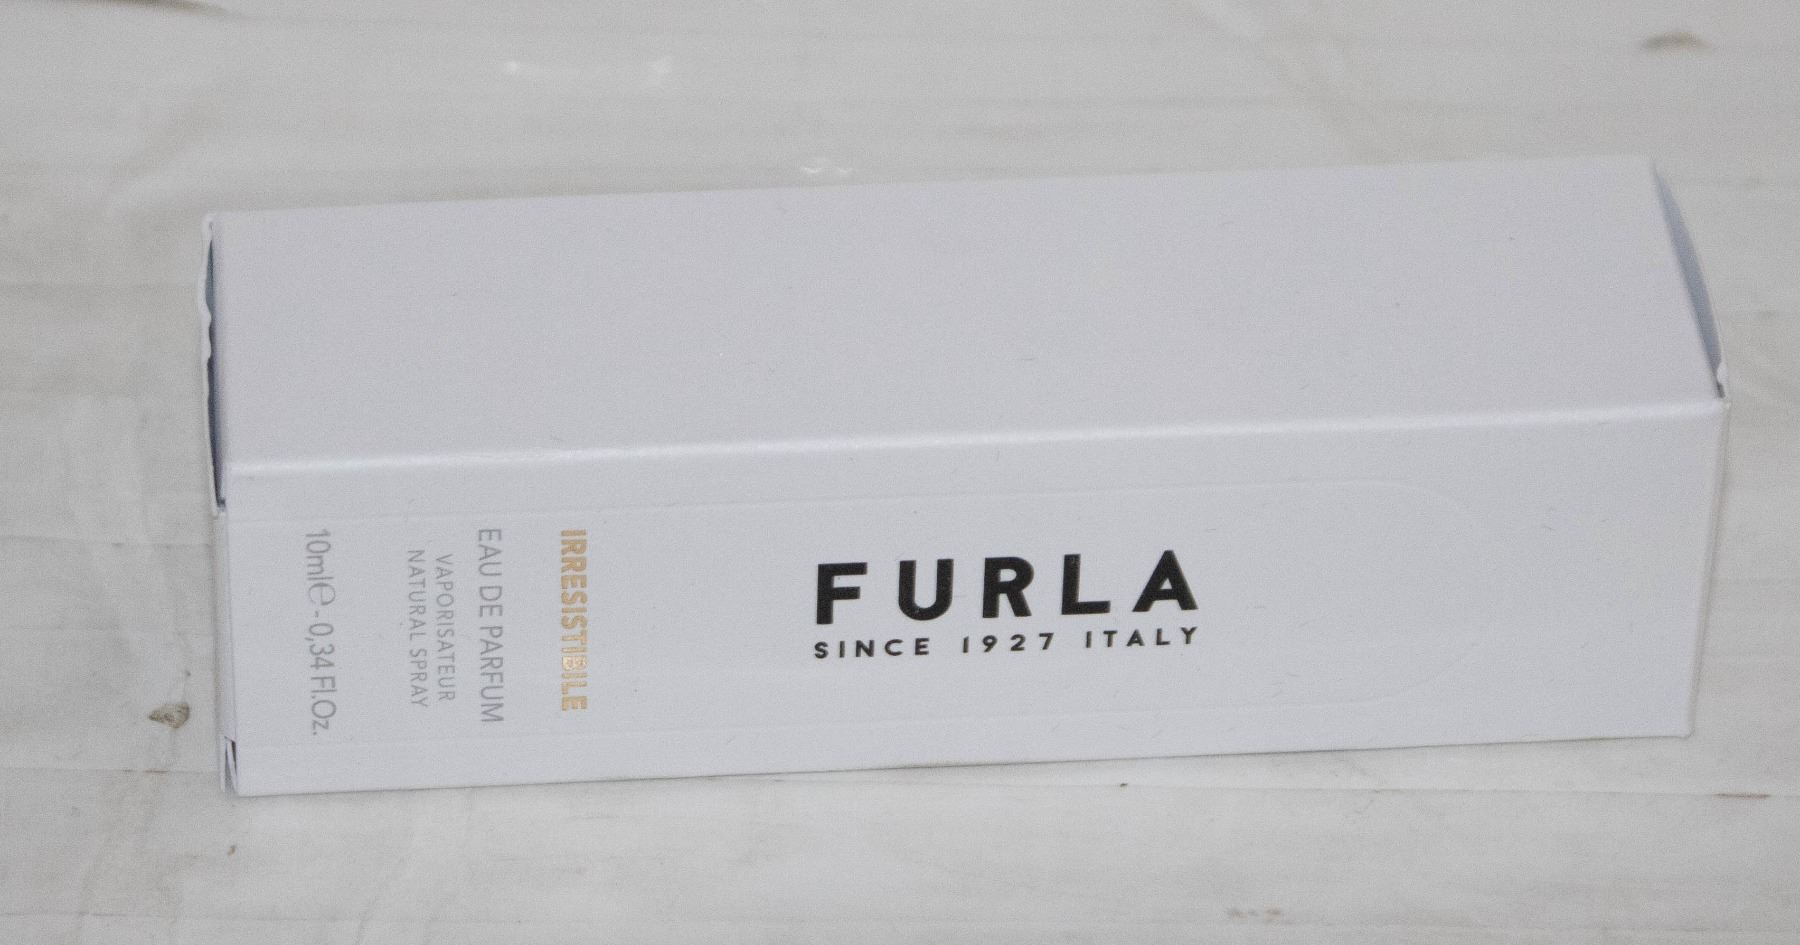 FURLA
SINCE 1927 ITALY
IRRESISTIBILE
EAU DE PARFUM
VAPORISATEUR
NATURAL SPRAY
10ml℮-0,34 Fl.Oz.